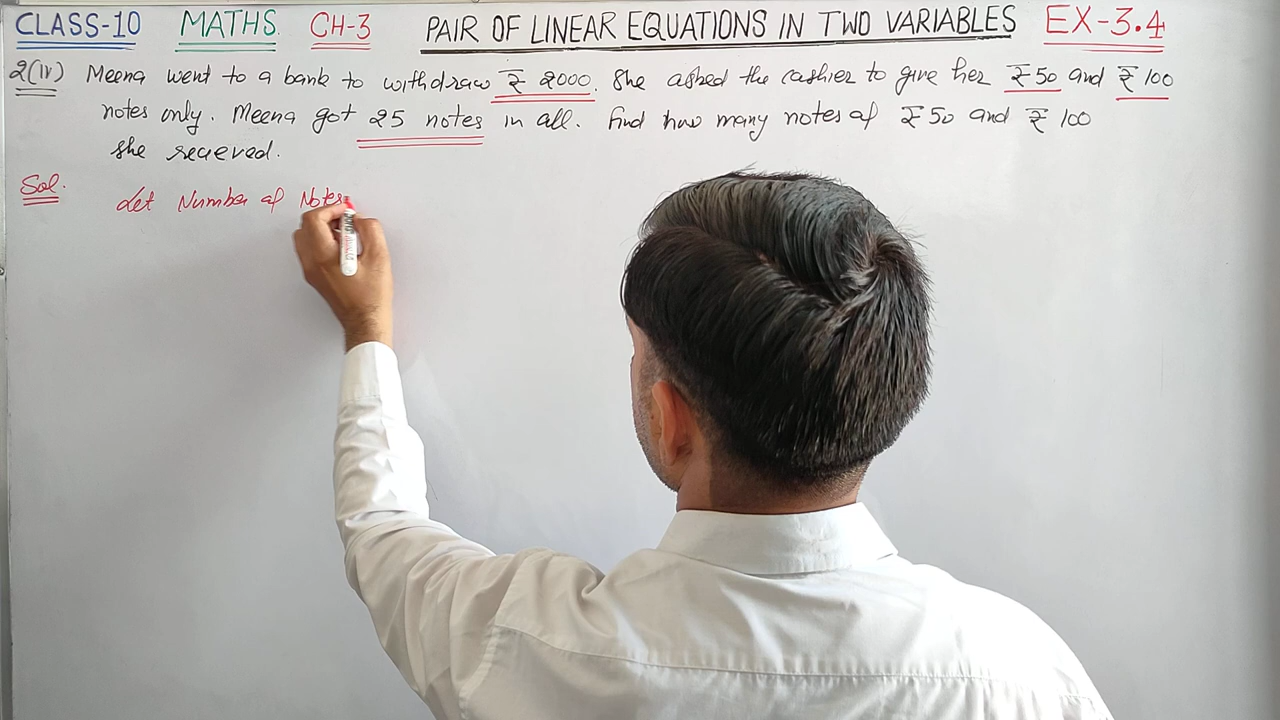 CLASS-10 MATHS CH-3 PAIR OF LINEAR EQUATIONS IN TWO VARIABLES EX-3.4
2(iv) Meena went to a bank to withdraw ₹ 2000. She asked the cashier to give her ₹ 50 and ₹ 100
notes only. Meena got 25 notes in all. Find how many notes of ₹ 50 and ₹ 100
she recieved.
Sol. Let Number of Notes